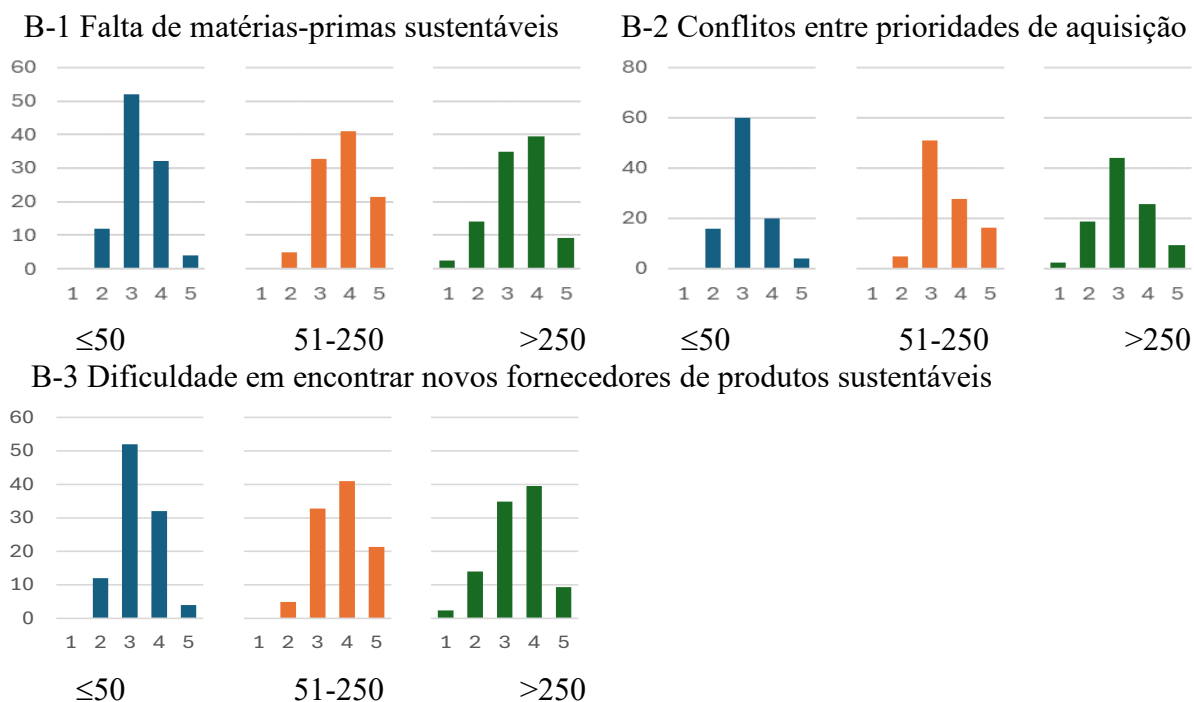 B-1 Falta de matérias-primas sustentáveis
60
50
40
30
20
10
0
1 2 3 4 5 1 2 3 4 5 1 2 3 4 5
≤50 51-250 >250
B-2 Conflitos entre prioridades de aquisição
80
60
40
20
0
1 2 3 4 5 1 2 3 4 5 1 2 3 4 5
≤50 51-250 >250
B-3 Dificuldade em encontrar novos fornecedores de produtos sustentáveis
60
50
40
30
20
10
0
1 2 3 4 5 1 2 3 4 5 1 2 3 4 5
≤50 51-250 >250